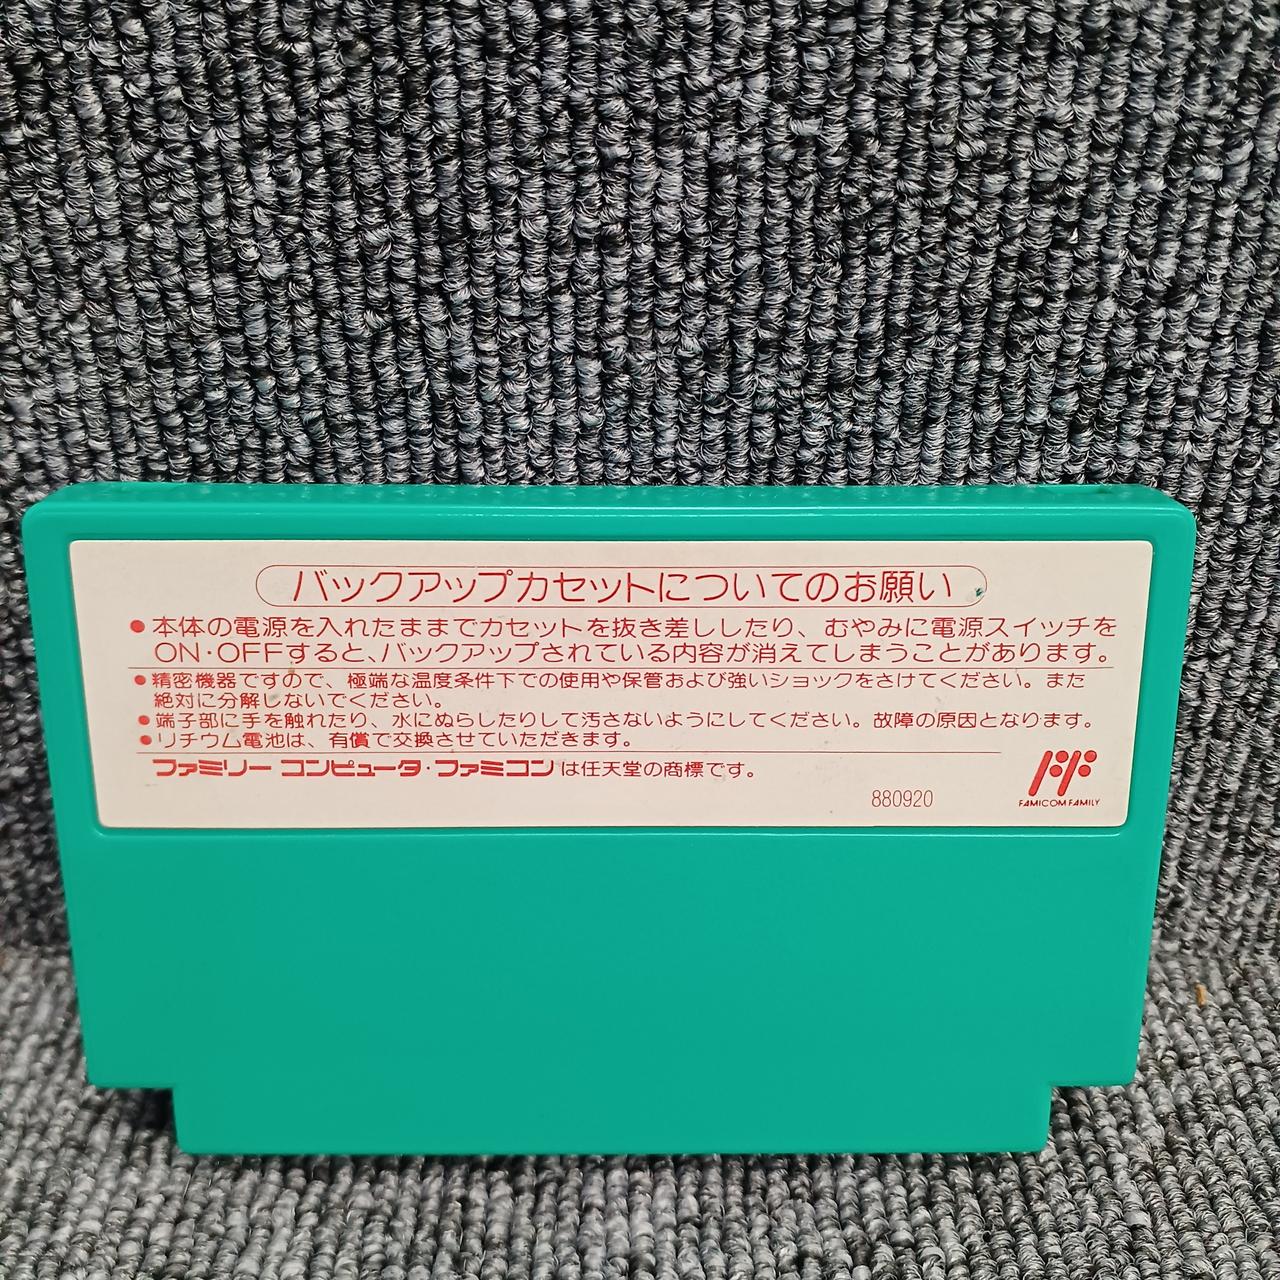 バックアップカセットについてのお願い
●本体の電源を入れたままでカセットを抜き差ししたり、むやみに電源スイッチを
ON・OFFすると、バックアップされている内容が消えてしまうことがあります。
●精密機器ですので、極端な温度条件下での使用や保管および強いショックをさけてください。また
絶対に分解しないでください。
●端子部に手を触れたり、水にぬらしたりして汚さないようにしてください。故障の原因となります。
●リチウム電池は、有償で交換させていただきます。
ファミリー コンピュータ・ファミコンは任天堂の商標です。
880920
FAMICOM FAMILY